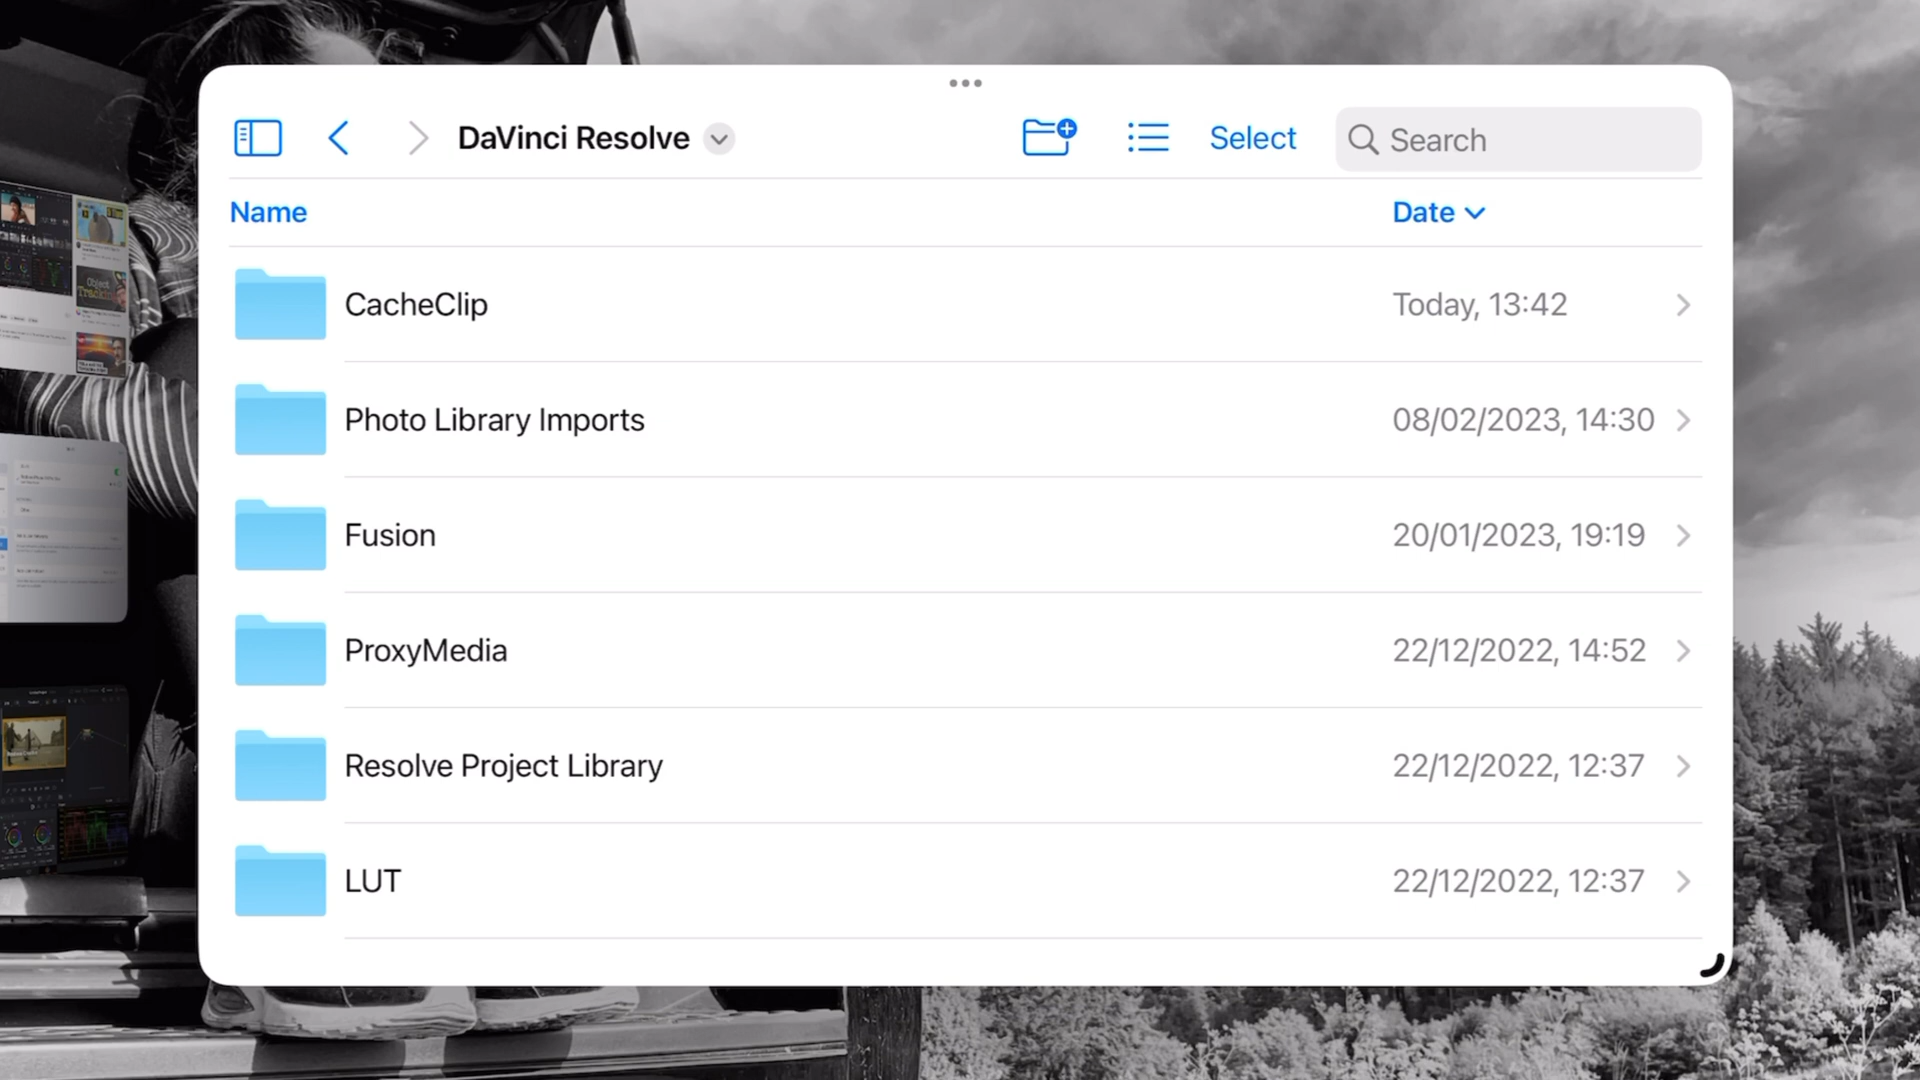 DaVinci Resolve
Select
Search
Name
Date
CacheClip
Today, 13:42
Photo Library Imports
08/02/2023, 14:30
Fusion
20/01/2023, 19:19
ProxyMedia
22/12/2022, 14:52
Resolve Project Library
22/12/2022, 12:37
LUT
22/12/2022, 12:37
Object
Tracking